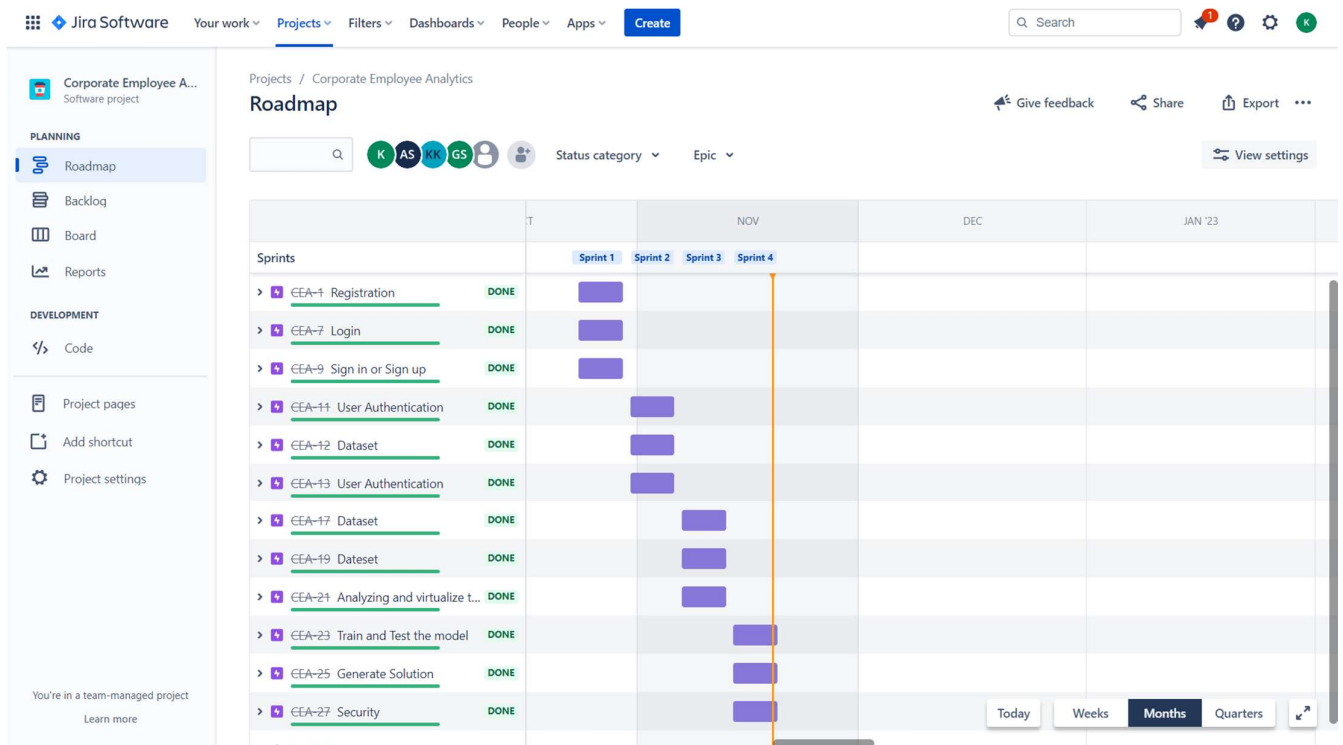 Jira Software Your work Projects Filters Dashboards People Apps Create Search 1 K
Corporate Employee A...
Software project
PLANNING
Roadmap
Backlog
Board
Reports
DEVELOPMENT
Code
Project pages
Add shortcut
Project settings
You're in a team-managed project
Learn more
Projects / Corporate Employee Analytics
Roadmap
Give feedback Share Export
K AS KK GS Status category Epic View settings
NOV DEC JAN '23
Sprints Sprint 1 Sprint 2 Sprint 3 Sprint 4
CEA-1 Registration DONE
CEA-7 Login DONE
CEA-9 Sign in or Sign up DONE
CEA-11 User Authentication DONE
CEA-12 Dataset DONE
CEA-13 User Authentication DONE
CEA-17 Dataset DONE
CEA-19 Dateset DONE
CEA-21 Analyzing and virtualize t... DONE
CEA-23 Train and Test the model DONE
CEA-25 Generate Solution DONE
CEA-27 Security DONE
Today Weeks Months Quarters